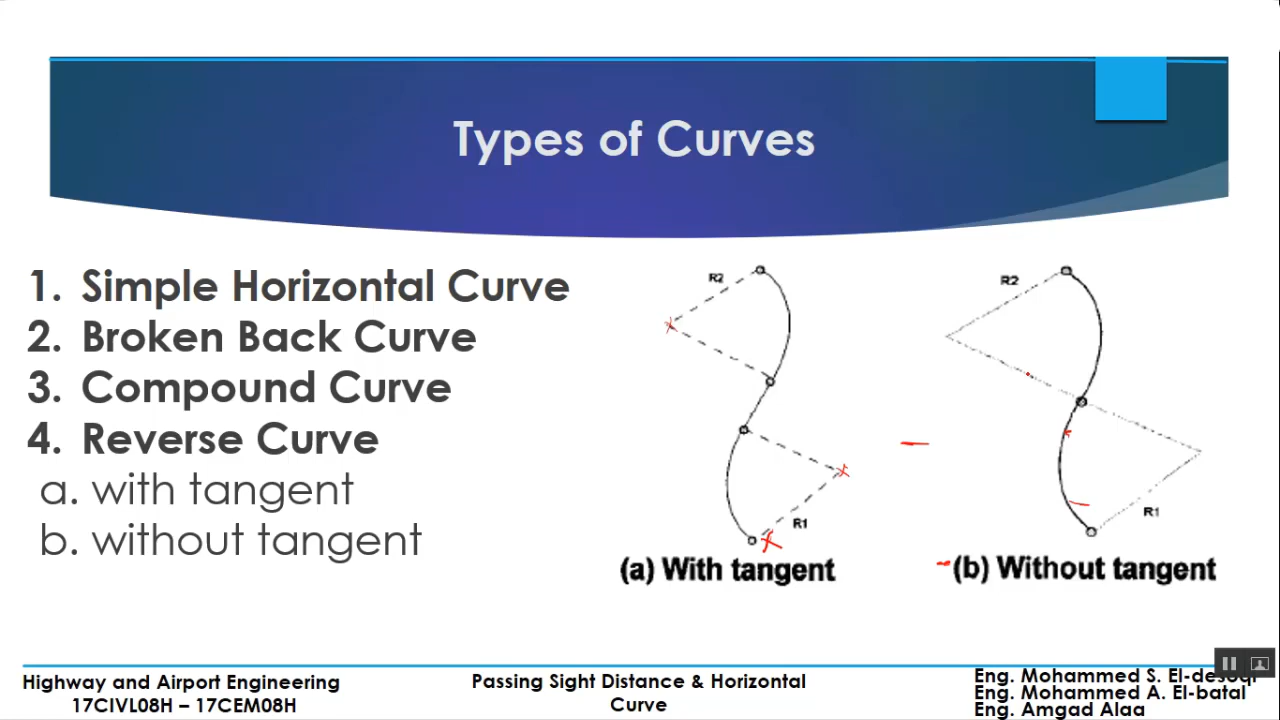 Types of Curves
1. Simple Horizontal Curve
2. Broken Back Curve
3. Compound Curve
4. Reverse Curve
a. with tangent
b. without tangent
R2
R1
(a) With tangent
R2
R1
(b) Without tangent
Highway and Airport Engineering
17CIVL08H – 17CEM08H
Passing Sight Distance & Horizontal
Curve
Eng. Mohammed S. El-desoqi
Eng. Mohammed A. El-batal
Eng. Amgad Alaa